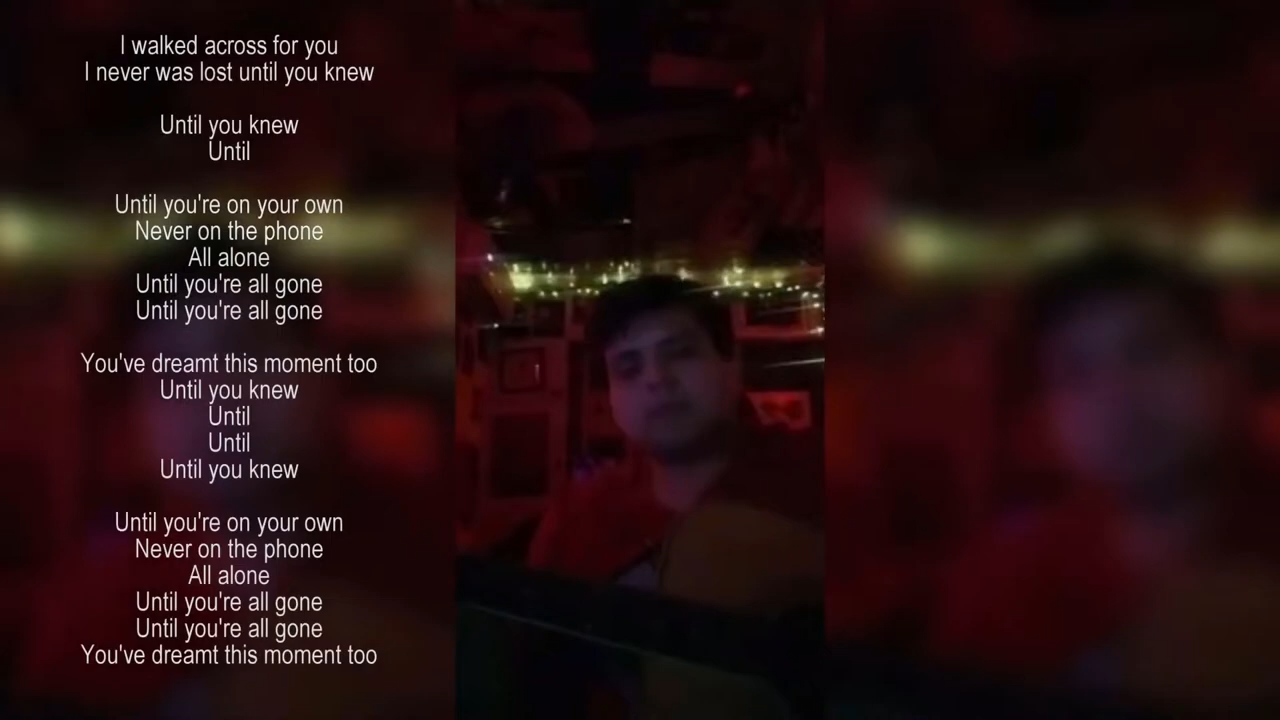 I walked across for you
I never was lost until you knew
Until you knew
Until
Until you're on your own
Never on the phone
All alone
Until you're all gone
Until you're all gone
You've dreamt this moment too
Until you knew
Until
Until
Until you knew
Until you're on your own
Never on the phone
All alone
Until you're all gone
Until you're all gone
You've dreamt this moment too